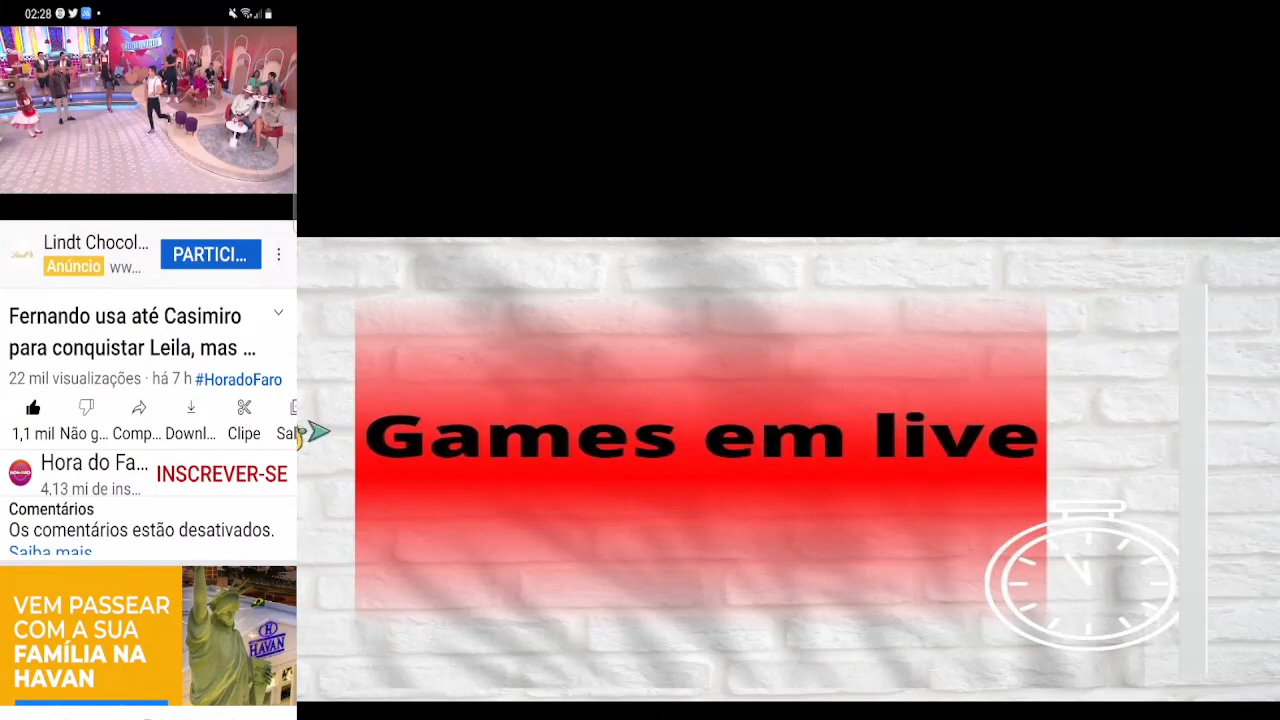 02:28
Lindt Chocol...
PARTICI...
Anúncio www...
Fernando usa até Casimiro
para conquistar Leila, mas ...
22 mil visualizações · há 7 h #HoradoFaro
1,1 mil Não g... Comp... Downl... Clipe Sal
Hora do Fa...
INSCREVER-SE
4,13 mi de ins...
Comentários
Os comentários estão desativados.
Saiba mais
VEM PASSEAR
COM A SUA
FAMÍLIA NA
HAVAN
HAVAN
Games em live